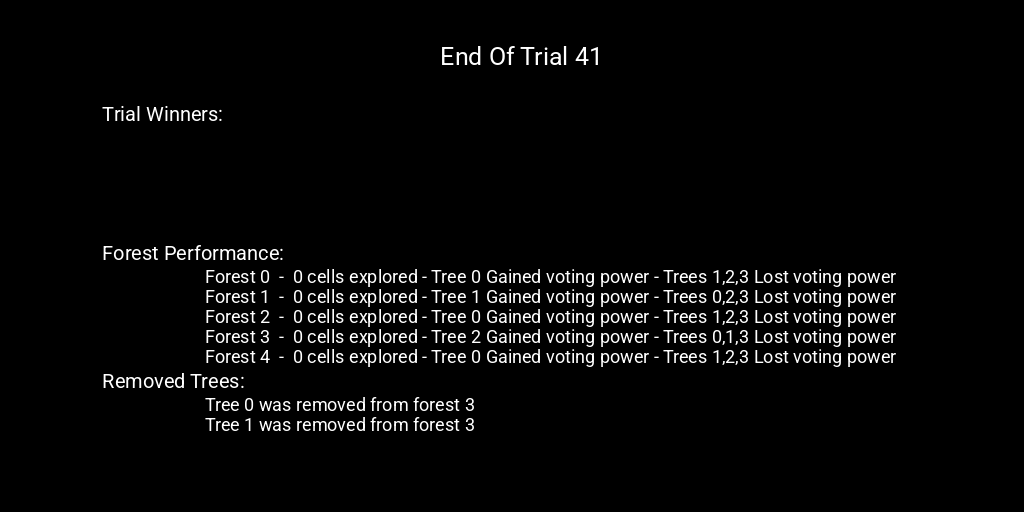 End Of Trial 41
Trial Winners:
Forest Performance:
Forest 0 - 0 cells explored - Tree 0 Gained voting power - Trees 1,2,3 Lost voting power
Forest 1 - 0 cells explored - Tree 1 Gained voting power - Trees 0,2,3 Lost voting power
Forest 2 - 0 cells explored - Tree 0 Gained voting power - Trees 1,2,3 Lost voting power
Forest 3 - 0 cells explored - Tree 2 Gained voting power - Trees 0,1,3 Lost voting power
Forest 4 - 0 cells explored - Tree 0 Gained voting power - Trees 1,2,3 Lost voting power
Removed Trees:
Tree 0 was removed from forest 3
Tree 1 was removed from forest 3